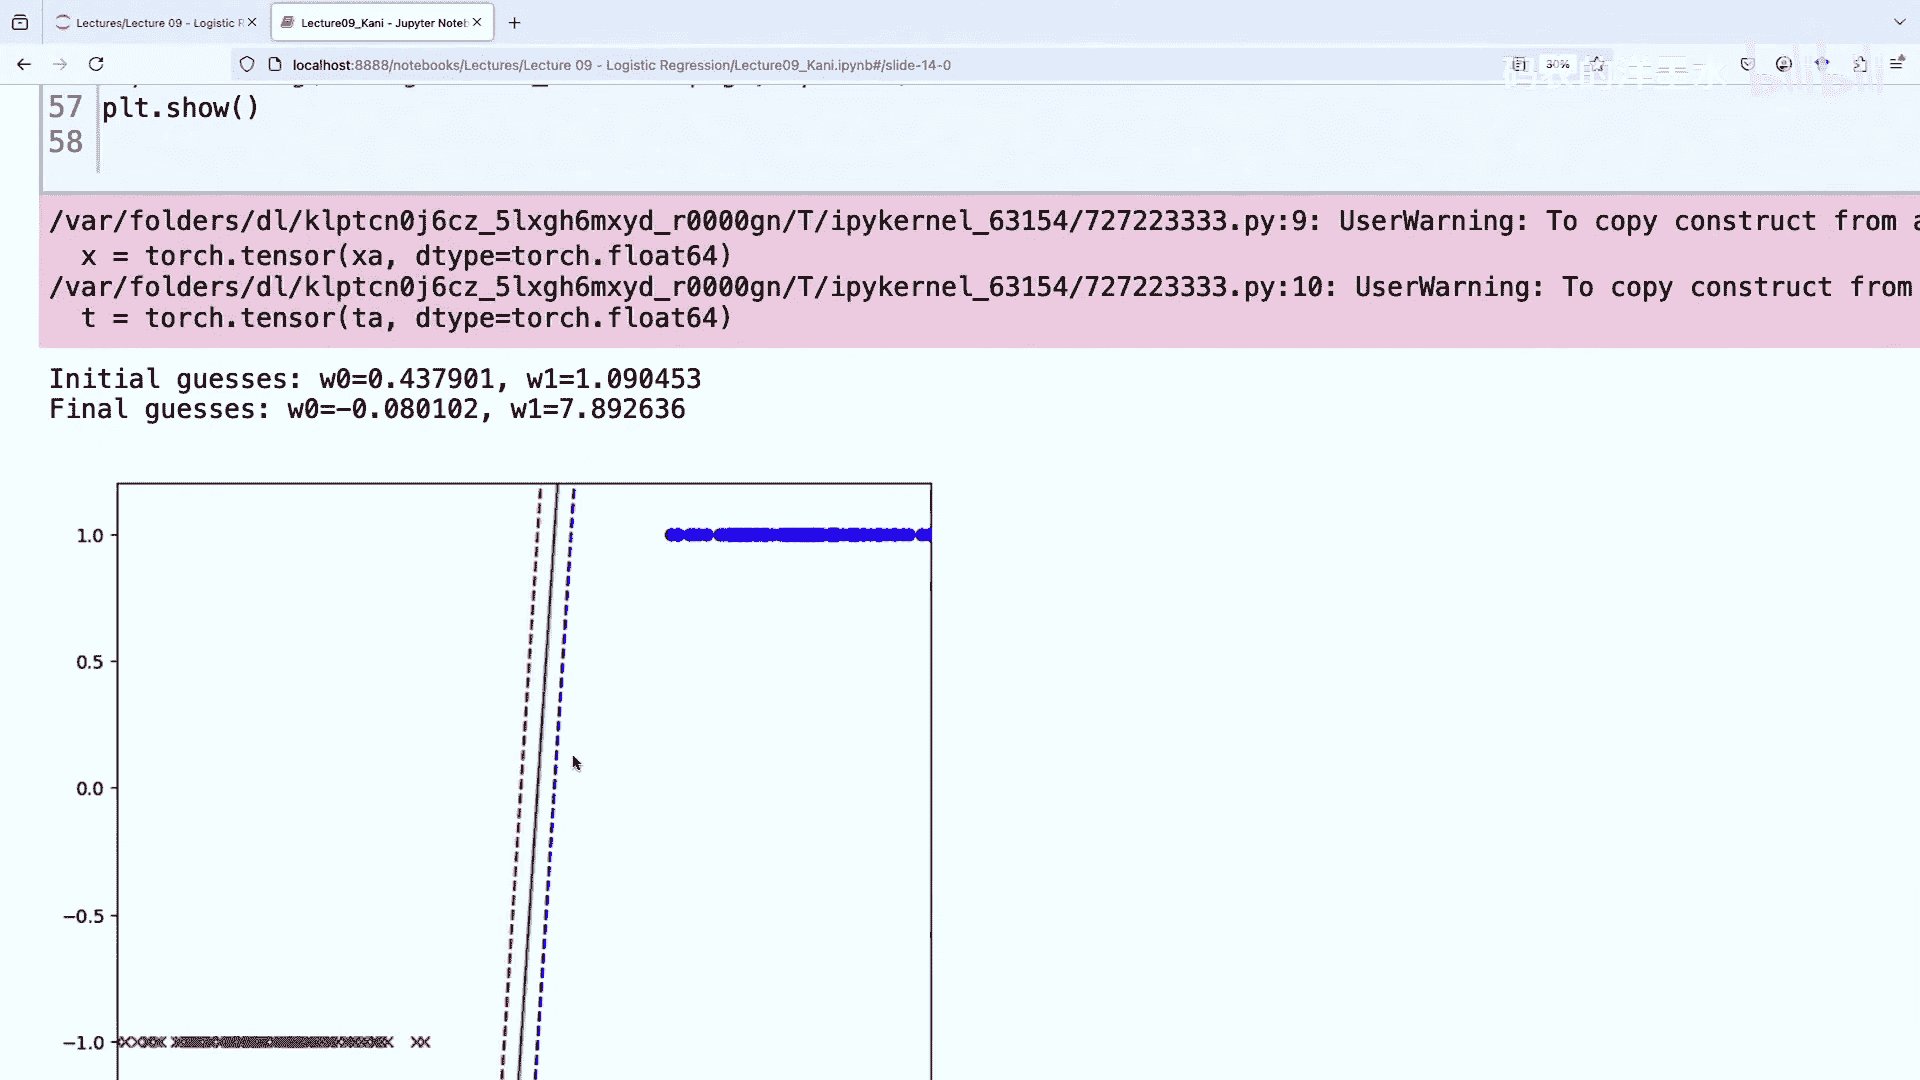 Lectures/Lecture 09 - Logistic F
Lecture09_Kani - Jupyter Noteb
localhost:8888/notebooks/Lectures/Lecture 09 - Logistic Regression/Lecture09_Kani.ipynb#/slide-14-0
30%
57 plt.show()
58
/var/folders/dl/klptcn0j6cz_5lxgh6mxyd_r0000gn/T/ipykernel_63154/727223333.py:9: UserWarning: To copy construct from a
x = torch.tensor(xa, dtype=torch.float64)
/var/folders/dl/klptcn0j6cz_5lxgh6mxyd_r0000gn/T/ipykernel_63154/727223333.py:10: UserWarning: To copy construct from
t = torch.tensor(ta, dtype=torch.float64)
Initial guesses: w0=0.437901, w1=1.090453
Final guesses: w0=-0.080102, w1=7.892636
1.0
0.5
0.0
−0.5
−1.0